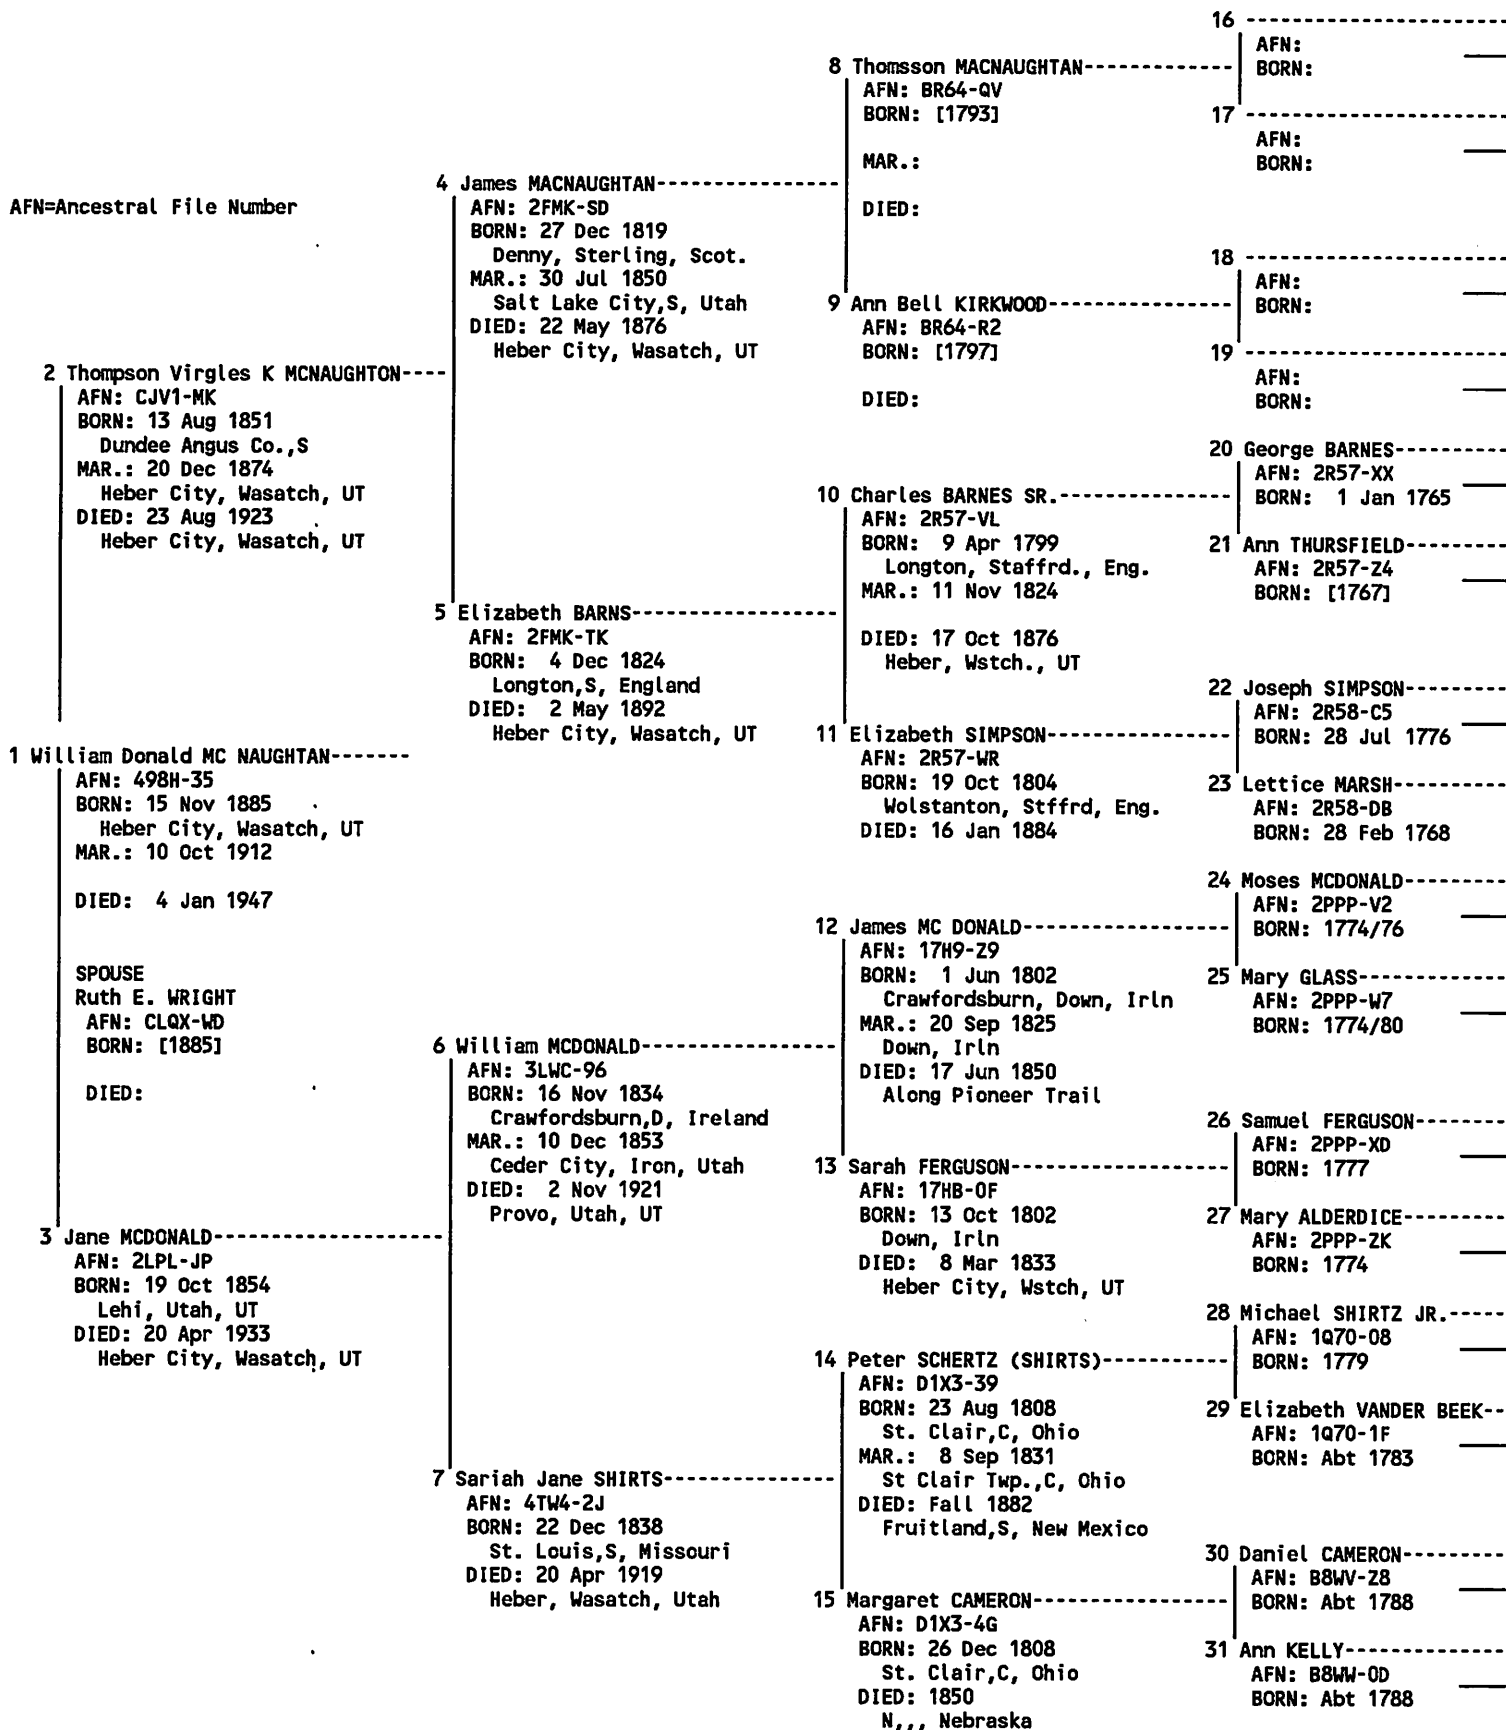 AFN=Ancestral File Number
1 William Donald MC NAUGHTAN-------
AFN: 498H-35
BORN: 15 Nov 1885
Heber City, Wasatch, UT
MAR.: 10 Oct 1912
DIED: 4 Jan 1947
SPOUSE
Ruth E. WRIGHT
AFN: CLQX-WD
BORN: [1885]
DIED:
2 Thompson Virgles K MCNAUGHTON----
AFN: CJV1-MK
BORN: 13 Aug 1851
Dundee Angus Co.,S
MAR.: 20 Dec 1874
Heber City, Wasatch, UT
DIED: 23 Aug 1923
Heber City, Wasatch, UT
3 Jane MCDONALD--------------------
AFN: 2LPL-JP
BORN: 19 Oct 1854
Lehi, Utah, UT
DIED: 20 Apr 1933
Heber City, Wasatch, UT
4 James MACNAUGHTAN----------------
AFN: 2FMK-SD
BORN: 27 Dec 1819
Denny, Sterling, Scot.
MAR.: 30 Jul 1850
Salt Lake City,S, Utah
DIED: 22 May 1876
Heber City, Wasatch, UT
5 Elizabeth BARNS------------------
AFN: 2FMK-TK
BORN: 4 Dec 1824
Longton,S, England
DIED: 2 May 1892
Heber City, Wasatch, UT
6 William MCDONALD-----------------
AFN: 3LWC-96
BORN: 16 Nov 1834
Crawfordsburn,D, Ireland
MAR.: 10 Dec 1853
Ceder City, Iron, Utah
DIED: 2 Nov 1921
Provo, Utah, UT
7 Sariah Jane SHIRTS---------------
AFN: 4TW4-2J
BORN: 22 Dec 1838
St. Louis,S, Missouri
DIED: 20 Apr 1919
Heber, Wasatch, Utah
8 Thomsson MACNAUGHTAN-------------
AFN: BR64-QV
BORN: [1793]
MAR.:
DIED:
9 Ann Bell KIRKWOOD----------------
AFN: BR64-R2
BORN: [1797]
DIED:
10 Charles BARNES SR.---------------
AFN: 2R57-VL
BORN: 9 Apr 1799
Longton, Staffrd., Eng.
MAR.: 11 Nov 1824
DIED: 17 Oct 1876
Heber, Wstch., UT
11 Elizabeth SIMPSON----------------
AFN: 2R57-WR
BORN: 19 Oct 1804
Wolstanton, Stffrd, Eng.
DIED: 16 Jan 1884
12 James MC DONALD------------------
AFN: 17H9-Z9
BORN: 1 Jun 1802
Crawfordsburn, Down, Irln
MAR.: 20 Sep 1825
Down, Irln
DIED: 17 Jun 1850
Along Pioneer Trail
13 Sarah FERGUSON-------------------
AFN: 17HB-0F
BORN: 13 Oct 1802
Down, Irln
DIED: 8 Mar 1833
Heber City, Wstch, UT
14 Peter SCHERTZ (SHIRTS)-----------
AFN: D1X3-39
BORN: 23 Aug 1808
St. Clair,C, Ohio
MAR.: 8 Sep 1831
St Clair Twp.,C, Ohio
DIED: Fall 1882
Fruitland,S, New Mexico
15 Margaret CAMERON-----------------
AFN: D1X3-4G
BORN: 26 Dec 1808
St. Clair,C, Ohio
DIED: 1850
N,,, Nebraska
16 -----------------------
AFN:
BORN:
17 -----------------------
AFN:
BORN:
18 -----------------------
AFN:
BORN:
19 -----------------------
AFN:
BORN:
20 George BARNES---------
AFN: 2R57-XX
BORN: 1 Jan 1765
21 Ann THURSFIELD--------
AFN: 2R57-Z4
BORN: [1767]
22 Joseph SIMPSON--------
AFN: 2R58-C5
BORN: 28 Jul 1776
23 Lettice MARSH---------
AFN: 2R58-DB
BORN: 28 Feb 1768
24 Moses MCDONALD--------
AFN: 2PPP-V2
BORN: 1774/76
25 Mary GLASS------------
AFN: 2PPP-W7
BORN: 1774/80
26 Samuel FERGUSON-------
AFN: 2PPP-XD
BORN: 1777
27 Mary ALDERDICE--------
AFN: 2PPP-ZK
BORN: 1774
28 Michael SHIRTZ JR.-----
AFN: 1Q70-08
BORN: 1779
29 Elizabeth VANDER BEEK--
AFN: 1Q70-1F
BORN: Abt 1783
30 Daniel CAMERON---------
AFN: B8WV-Z8
BORN: Abt 1788
31 Ann KELLY--------------
AFN: B8WW-0D
BORN: Abt 1788